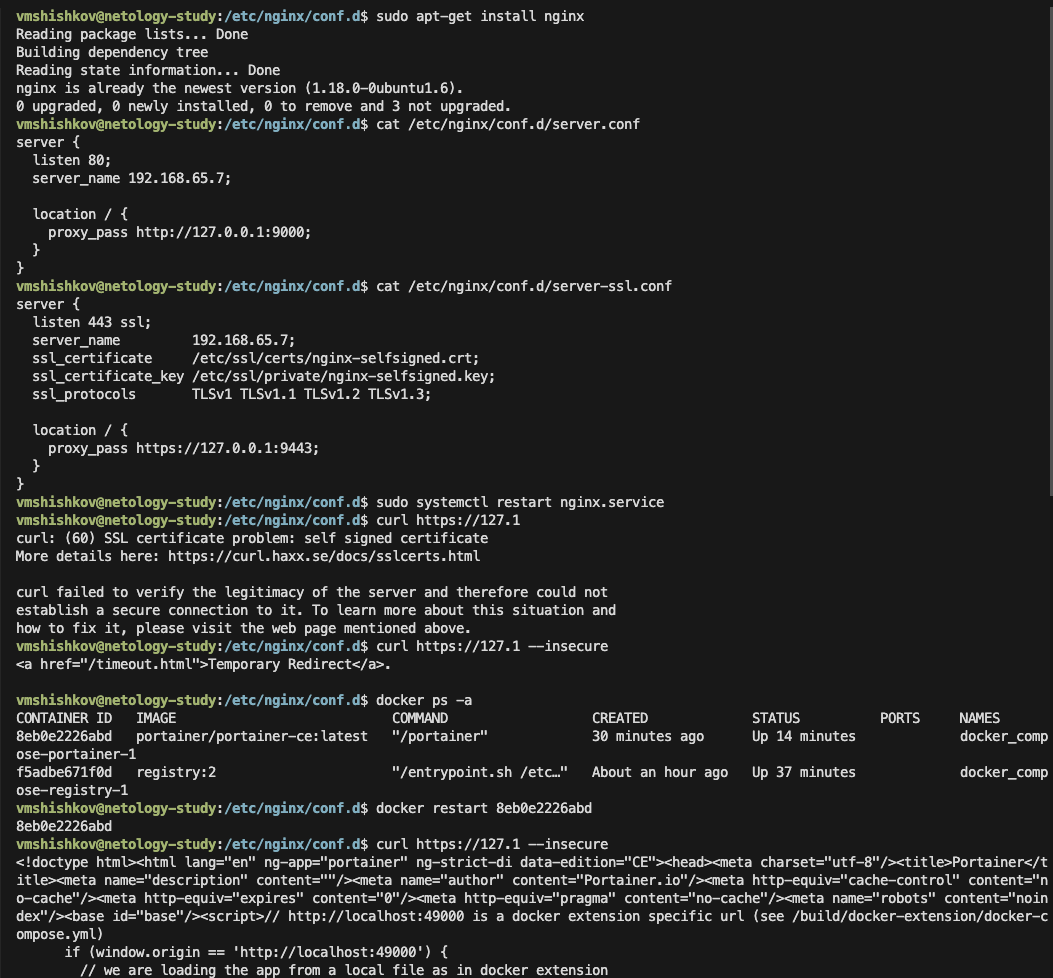 vmshishkov@netology-study:/etc/nginx/conf.d$ sudo apt-get install nginx
Reading package lists... Done
Building dependency tree
Reading state information... Done
nginx is already the newest version (1.18.0-0ubuntu1.6).
0 upgraded, 0 newly installed, 0 to remove and 3 not upgraded.
vmshishkov@netology-study:/etc/nginx/conf.d$ cat /etc/nginx/conf.d/server.conf
server {
  listen 80;
  server_name 192.168.65.7;

  location / {
    proxy_pass http://127.0.0.1:9000;
  }
}
vmshishkov@netology-study:/etc/nginx/conf.d$ cat /etc/nginx/conf.d/server-ssl.conf
server {
  listen 443 ssl;
  server_name         192.168.65.7;
  ssl_certificate     /etc/ssl/certs/nginx-selfsigned.crt;
  ssl_certificate_key /etc/ssl/private/nginx-selfsigned.key;
  ssl_protocols       TLSv1 TLSv1.1 TLSv1.2 TLSv1.3;

  location / {
    proxy_pass https://127.0.0.1:9443;
  }
}
vmshishkov@netology-study:/etc/nginx/conf.d$ sudo systemctl restart nginx.service
vmshishkov@netology-study:/etc/nginx/conf.d$ curl https://127.1
curl: (60) SSL certificate problem: self signed certificate
More details here: https://curl.haxx.se/docs/sslcerts.html

curl failed to verify the legitimacy of the server and therefore could not
establish a secure connection to it. To learn more about this situation and
how to fix it, please visit the web page mentioned above.
vmshishkov@netology-study:/etc/nginx/conf.d$ curl https://127.1 --insecure
<a href="/timeout.html">Temporary Redirect</a>.

vmshishkov@netology-study:/etc/nginx/conf.d$ docker ps -a
CONTAINER ID   IMAGE                           COMMAND                  CREATED             STATUS          PORTS     NAMES
8eb0e2226abd   portainer/portainer-ce:latest   "/portainer"             30 minutes ago      Up 14 minutes             docker_comp
ose-portainer-1
f5adbe671f0d   registry:2                      "/entrypoint.sh /etc…"   About an hour ago   Up 37 minutes             docker_comp
ose-registry-1
vmshishkov@netology-study:/etc/nginx/conf.d$ docker restart 8eb0e2226abd
8eb0e2226abd
vmshishkov@netology-study:/etc/nginx/conf.d$ curl https://127.1 --insecure
<!doctype html><html lang="en" ng-app="portainer" ng-strict-di data-edition="CE"><head><meta charset="utf-8"/><title>Portainer</t
itle><meta name="description" content=""/><meta name="author" content="Portainer.io"/><meta http-equiv="cache-control" content="n
o-cache"/><meta http-equiv="expires" content="0"/><meta http-equiv="pragma" content="no-cache"/><meta name="robots" content="noin
dex"/><base id="base"/><script>// http://localhost:49000 is a docker extension specific url (see /build/docker-extension/docker-c
ompose.yml)
      if (window.origin == 'http://localhost:49000') {
        // we are loading the app from a local file as in docker extension